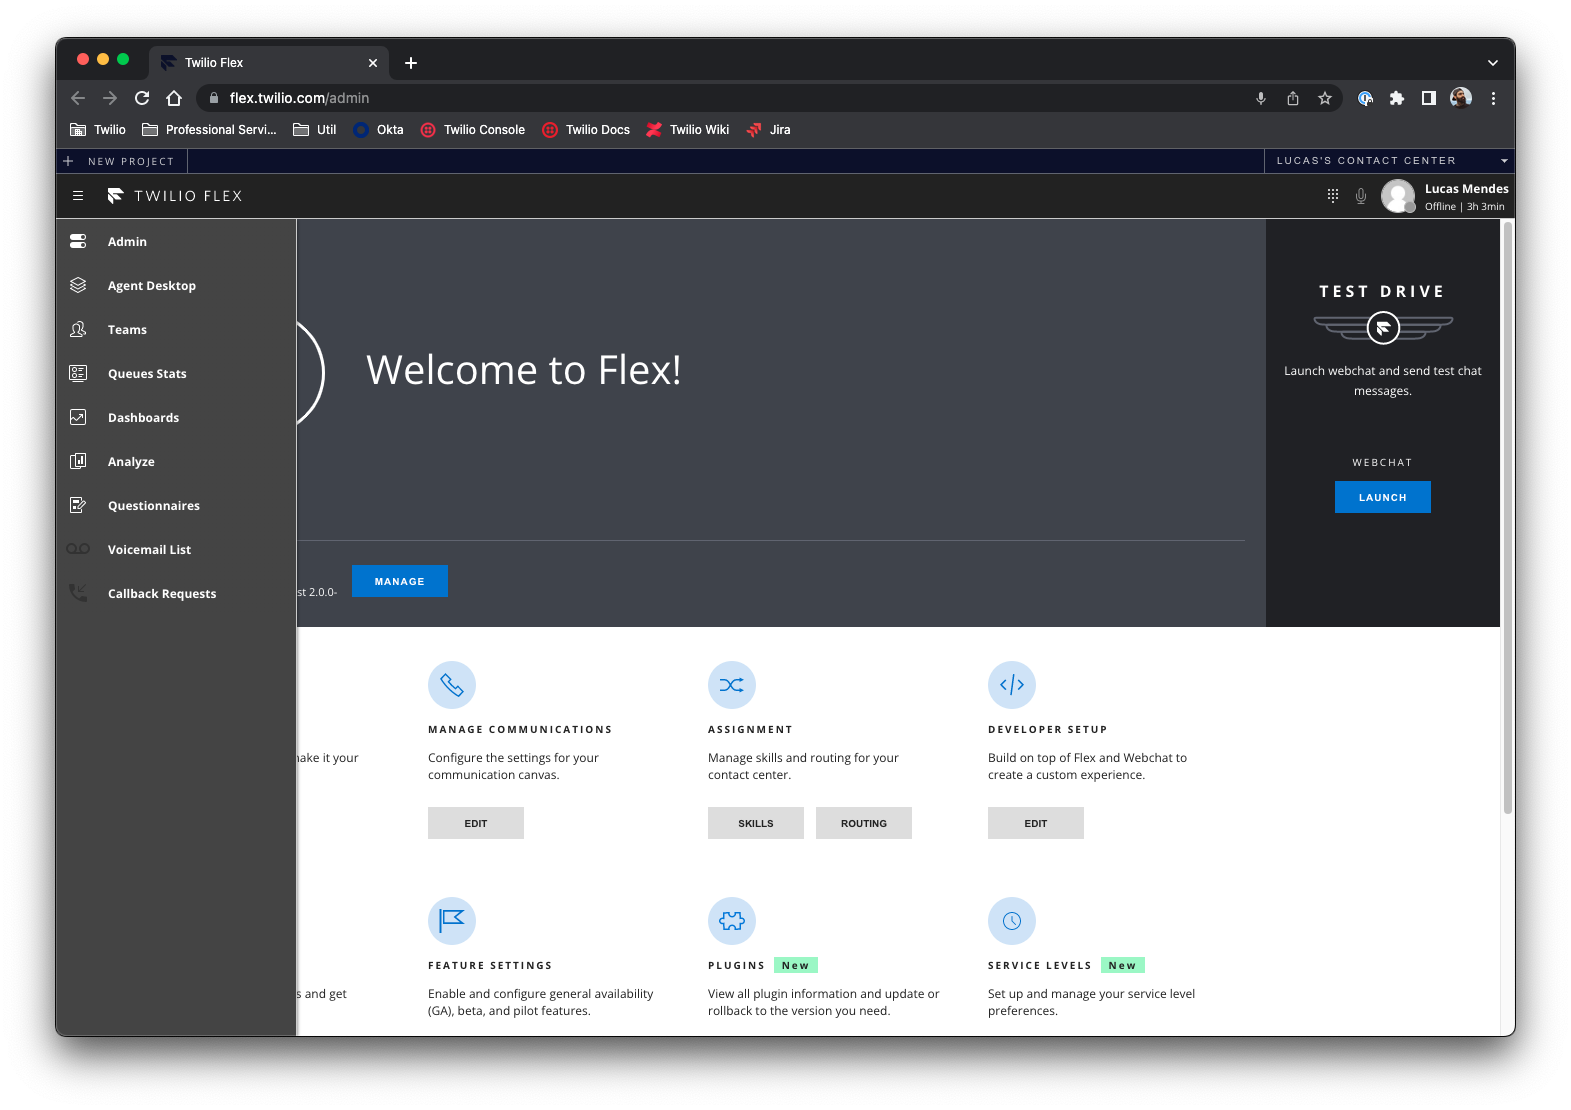 Twilio Flex
flex.twilio.com/admin
Twilio
Professional Servi...
Util
Okta
Twilio Console
Twilio Docs
Twilio Wiki
Jira
NEW PROJECT
LUCAS'S CONTACT CENTER
TWILIO FLEX
Lucas Mendes
Offline | 3h 3min
Admin
Agent Desktop
Teams
Queues Stats
Dashboards
Analyze
Questionnaires
Voicemail List
Callback Requests
Welcome to Flex!
st 2.0.0-
MANAGE
TEST DRIVE
Launch webchat and send test chat
messages.
WEBCHAT
LAUNCH
make it your
MANAGE COMMUNICATIONS
Configure the settings for your
communication canvas.
EDIT
ASSIGNMENT
Manage skills and routing for your
contact center.
SKILLS
ROUTING
DEVELOPER SETUP
Build on top of Flex and Webchat to
create a custom experience.
EDIT
s and get
FEATURE SETTINGS
Enable and configure general availability
(GA), beta, and pilot features.
PLUGINS New
View all plugin information and update or
rollback to the version you need.
SERVICE LEVELS New
Set up and manage your service level
preferences.